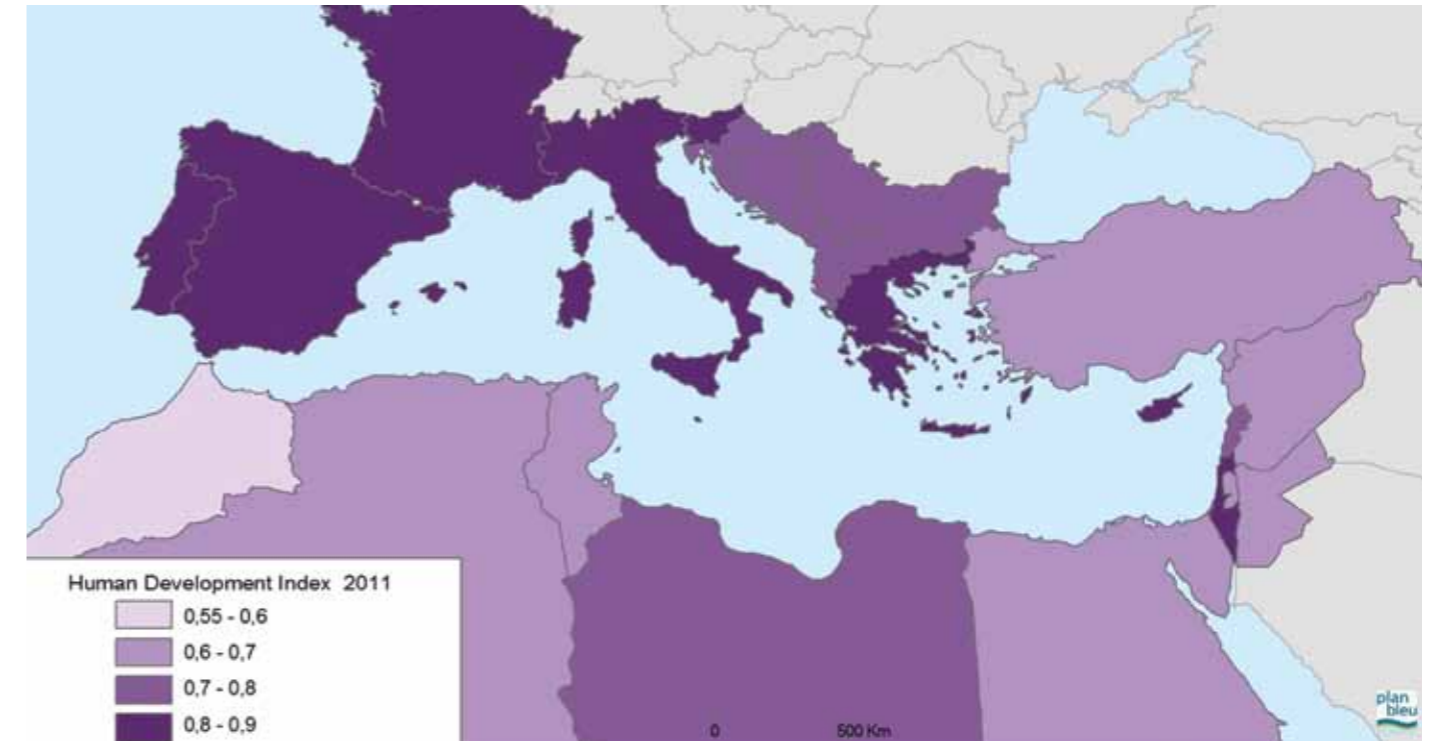 Human Development Index 2011
0,55 - 0,6
0,6 - 0,7
0,7 - 0,8
0,8 - 0,9
0 500 Km
plan
bleu